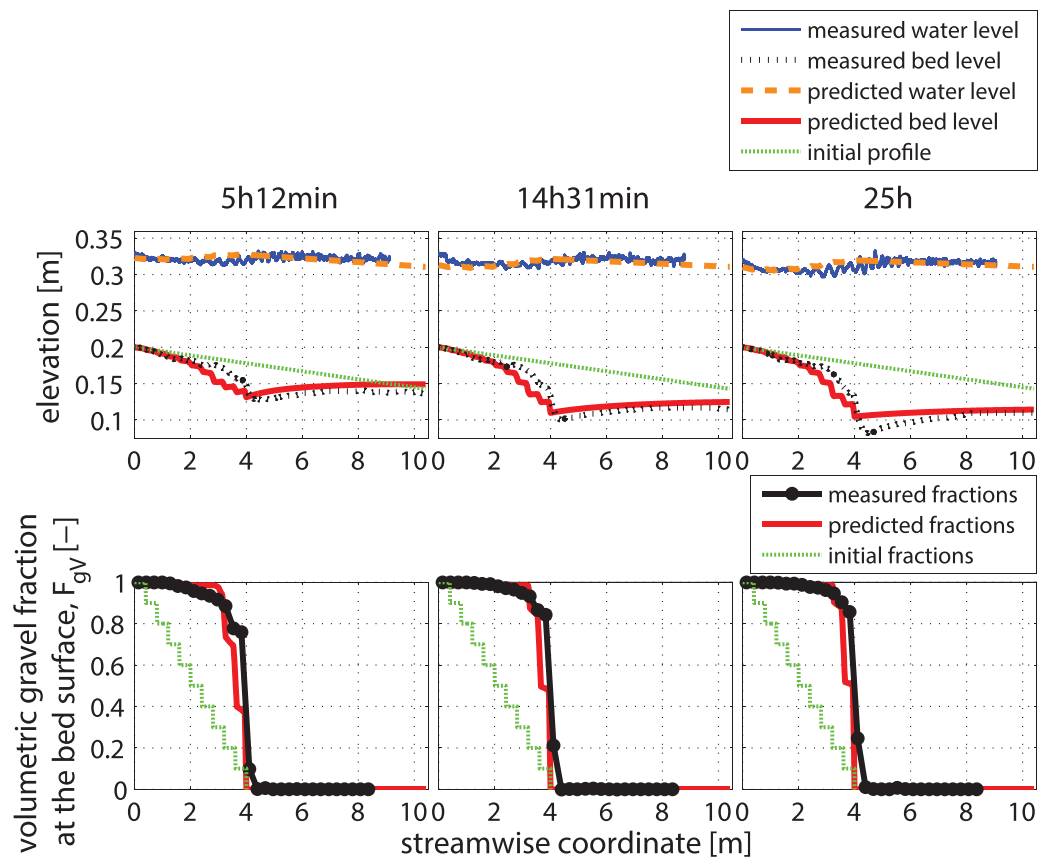 measured water level
measured bed level
predicted water level
predicted bed level
initial profile
5h12min 14h31min 25h
elevation [m]
0.35
0.3
0.25
0.2
0.15
0.1
0 2 4 6 8 10 0 2 4 6 8 10 0 2 4 6 8 10
measured fractions
predicted fractions
initial fractions
volumetric gravel fraction
at the bed surface, FgV [−]
1
0.8
0.6
0.4
0.2
0
0 2 4 6 8 10 0 2 4 6 8 10 0 2 4 6 8 10
streamwise coordinate [m]